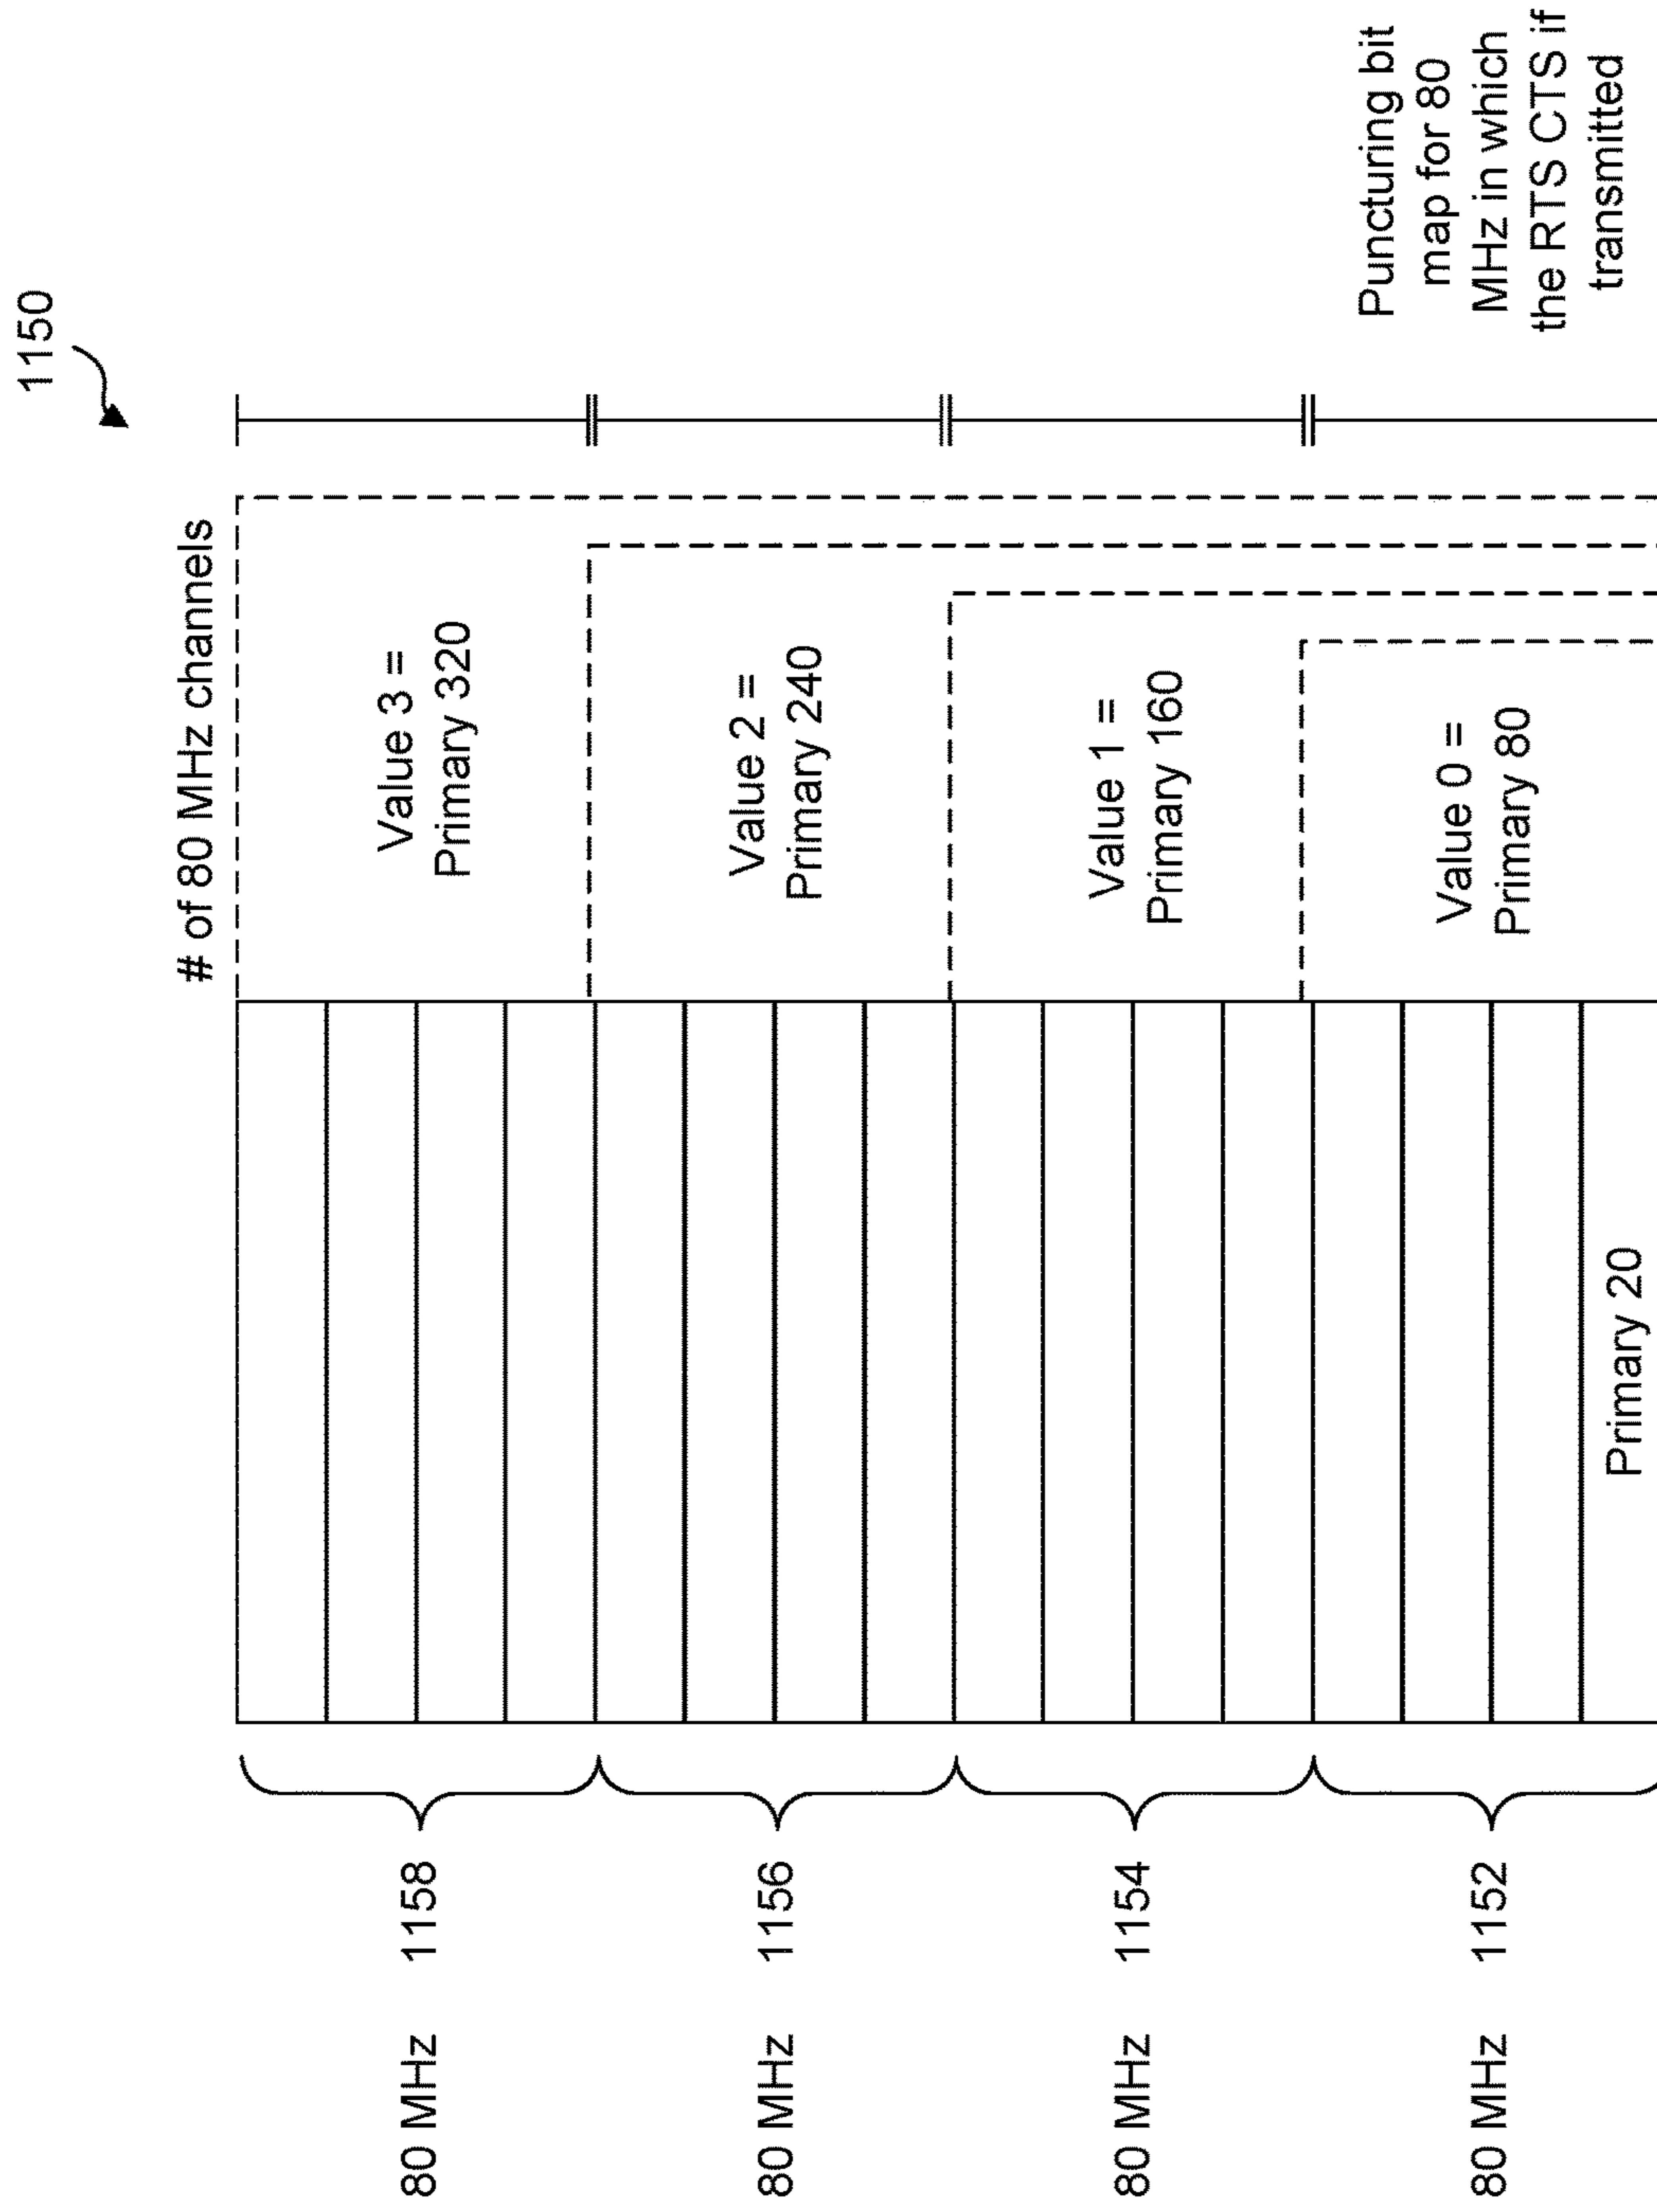 1150
# of 80 MHz channels
80 MHz 1158
Value 3 =
Primary 320
80 MHz 1156
Value 2 =
Primary 240
80 MHz 1154
Value 1 =
Primary 160
80 MHz 1152
Value 0 =
Primary 80
Primary 20
Puncturing bit
map for 80
MHz in which
the RTS CTS if
transmitted